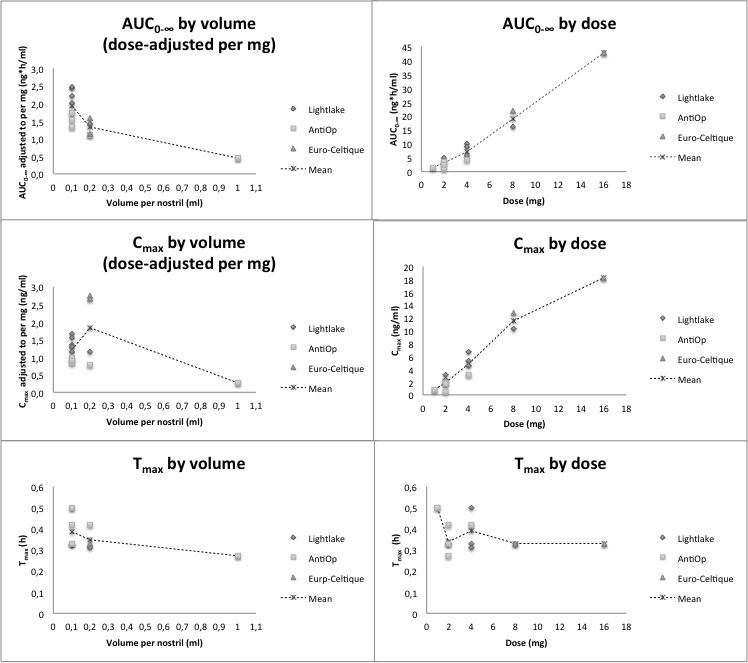 AUC0-∞ by volume
(dose-adjusted per mg)
AUC0-∞ adjusted to per mg (ng*h/ml)
3,0
2,5
2,0
1,5
1,0
0,5
0,0
0 0,1 0,2 0,3 0,4 0,5 0,6 0,7 0,8 0,9 1 1,1
Volume per nostril (ml)
Lightlake
AntiOp
Euro-Celtique
Mean
AUC0-∞ by dose
AUC0-∞ (ng*h/ml)
45
40
35
30
25
20
15
10
5
0
0 2 4 6 8 10 12 14 16 18
Dose (mg)
Lightlake
AntiOp
Euro-Celtique
Mean
Cmax by volume
(dose-adjusted per mg)
Cmax adjusted to per mg (ng/ml)
3,0
2,5
2,0
1,5
1,0
0,5
0,0
0 0,1 0,2 0,3 0,4 0,5 0,6 0,7 0,8 0,9 1 1,1
Volume per nostril (ml)
Lightlake
AntiOp
Euro-Celtique
Mean
Cmax by dose
Cmax (ng/ml)
20
18
16
14
12
10
8
6
4
2
0
0 2 4 6 8 10 12 14 16 18
Dose (mg)
Lightlake
AntiOp
Euro-Celtique
Mean
Tmax by volume
Tmax (h)
0,6
0,5
0,4
0,3
0,2
0,1
0
0 0,1 0,2 0,3 0,4 0,5 0,6 0,7 0,8 0,9 1 1,1
Volume per nostril (ml)
Lightlake
AntiOp
Eurp-Celtique
Mean
Tmax by dose
Tmax (h)
0,6
0,5
0,4
0,3
0,2
0,1
0
0 2 4 6 8 10 12 14 16 18
Dose (mg)
Lightlake
AntiOp
Euro-Celtique
Mean